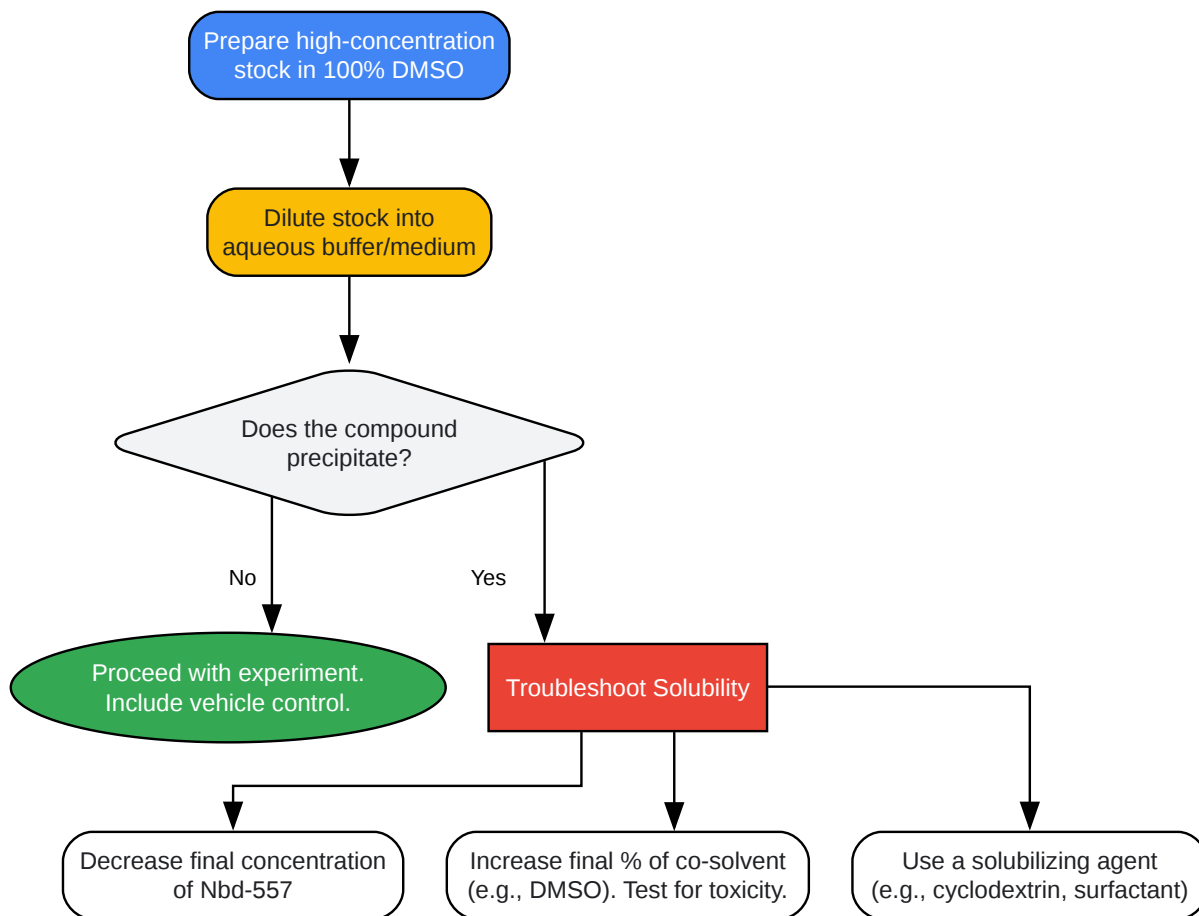 Prepare high-concentration
stock in 100% DMSO
Dilute stock into
aqueous buffer/medium
Does the compound
precipitate?
No
Yes
Proceed with experiment.
Include vehicle control.
Troubleshoot Solubility
Decrease final concentration
of Nbd-557
Increase final % of co-solvent
(e.g., DMSO). Test for toxicity.
Use a solubilizing agent
(e.g., cyclodextrin, surfactant)